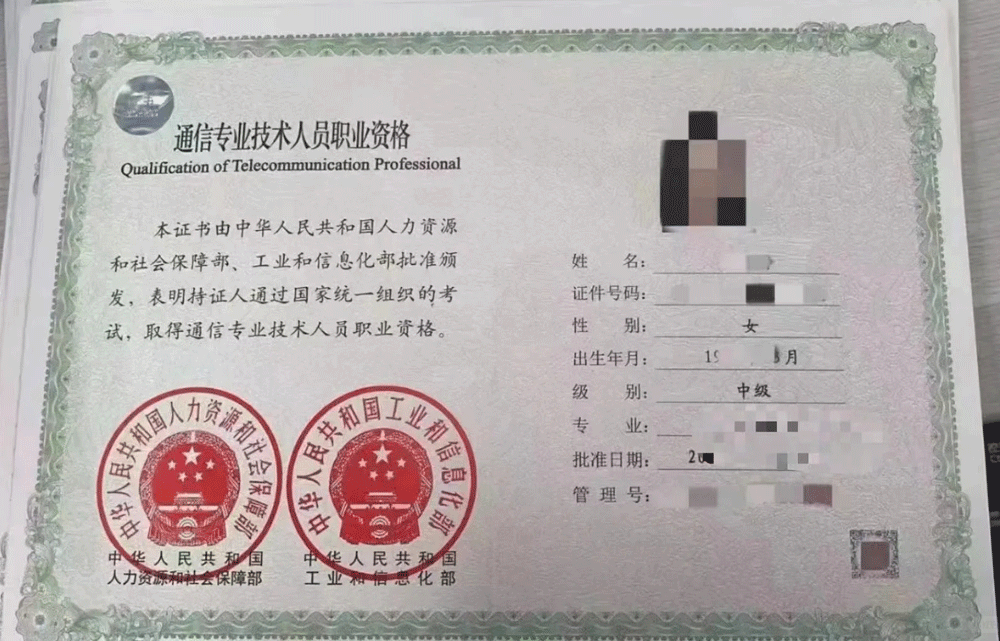 通信专业技术人员职业资格
Qualification of Telecommunication Professional
本证书由中华人民共和国人力资源
和社会保障部、工业和信息化部批准颁
发,表明持证人通过国家统一组织的考
试,取得通信专业技术人员职业资格。
中华人民共和国人力资源和社会保障部
中华人民共和国
人力资源和社会保障部
中华人民共和国工业和信息化部
中华人民共和国
工业和信息化部
姓 名:
证件号码:
性 别: 女
出生年月: 19 月
级 别: 中级
专 业:
批准日期: 20
管 理 号: